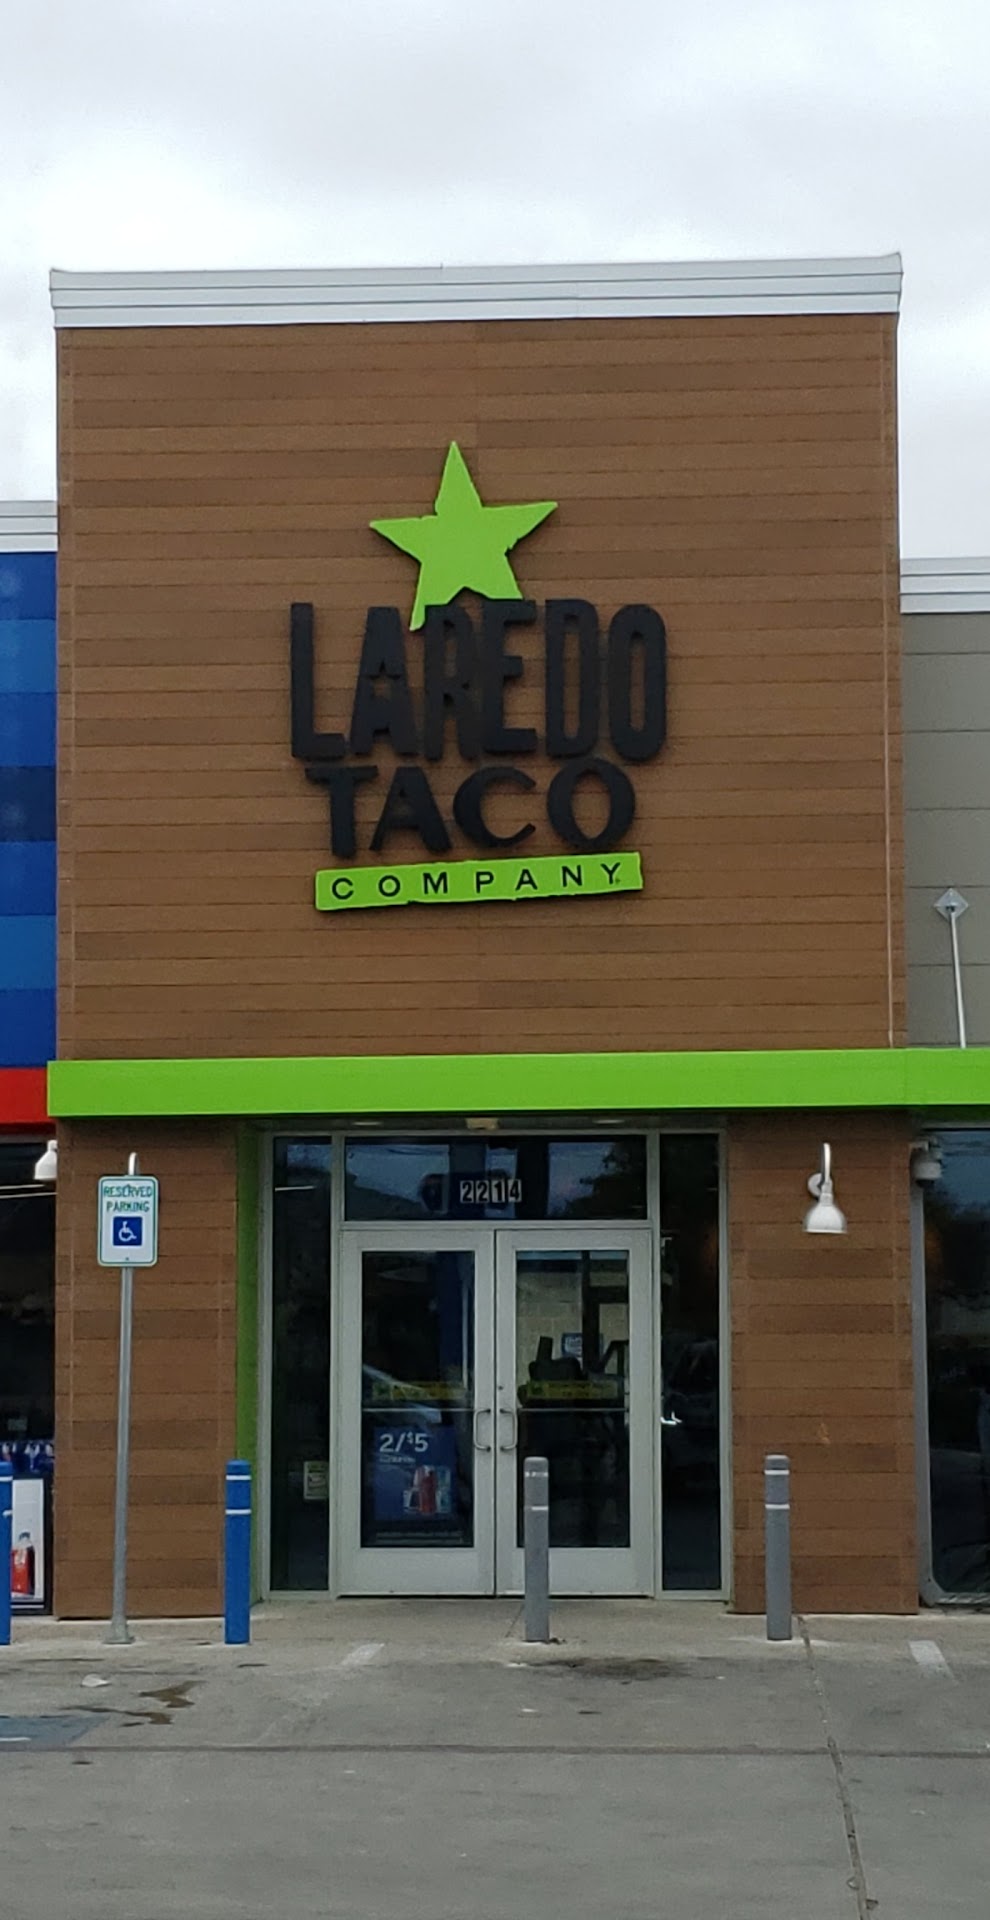 LAREDO
TACO
COMPANY
RESERVED
PARKING
2214
2/$5